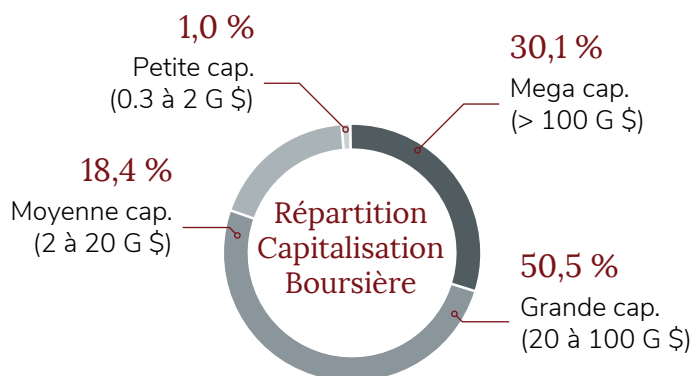 1,0 %
Petite cap.
(0.3 à 2 G $)
30,1 %
Mega cap.
(> 100 G $)
18,4 %
Moyenne cap.
(2 à 20 G $)
Répartition
Capitalisation
Boursière
50,5 %
Grande cap.
(20 à 100 G $)